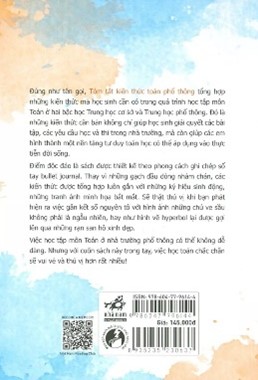 Đúng như tên gọi, Tóm tắt kiến thức toán phổ thông tổng hợp
những kiến thức mà học sinh cần có trong quá trình học tập môn
Toán ở hai bậc học Trung học cơ sở và Trung học phổ thông. Đó là
những kiến thức căn bản không chỉ giúp học sinh giải quyết các bài
tập, các yêu cầu học và thi trong nhà trường, mà còn giúp các em
hình thành một nền tảng tư duy toán học có thể áp dụng vào thực
tiễn đời sống.
Điểm độc đáo là sách được thiết kế theo phong cách ghi chép sổ
tay bullet journal. Thay vì những gạch đầu dòng nhàm chán, các
kiến thức được tổng hợp luôn gắn với những ký hiệu sinh động,
những tranh ảnh minh họa bắt mắt. Sẽ thật thú vị khi bạn phát
hiện ra việc gắn kết số nguyên tố với hình ảnh những chú ve sầu
không phải là ngẫu nhiên, hay như hình vẽ hyperbol lại được gợi
lên qua những rạn san hô xinh đẹp.
Việc học tập môn Toán ở nhà trường phổ thông có thể không dễ
dàng. Nhưng với cuốn sách này trong tay, việc học toán chắc chắn
sẽ vui vẻ và thú vị hơn rất nhiều!
Giá: 145.000đ